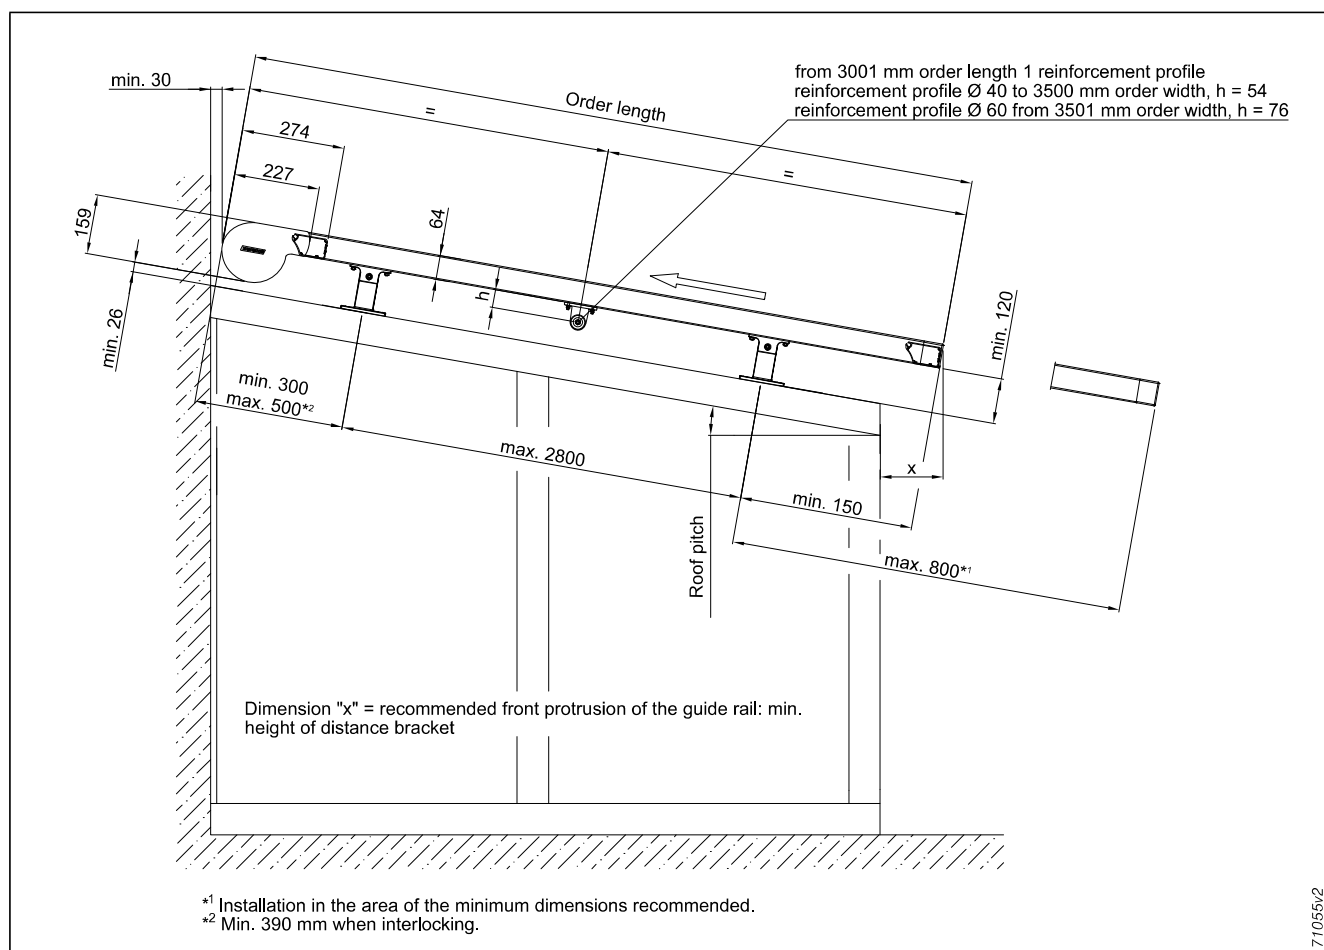 min. 30
Order length
from 3001 mm order length 1 reinforcement profile
reinforcement profile Ø 40 to 3500 mm order width, h = 54
reinforcement profile Ø 60 from 3501 mm order width, h = 76
=
=
274
227
159
64
h
min. 26
min. 120
min. 300
max. 500*²
max. 2800
x
min. 150
max. 800*¹
Roof pitch
Dimension "x" = recommended front protrusion of the guide rail: min.
height of distance bracket
*¹ Installation in the area of the minimum dimensions recommended.
*² Min. 390 mm when interlocking.
71055v2